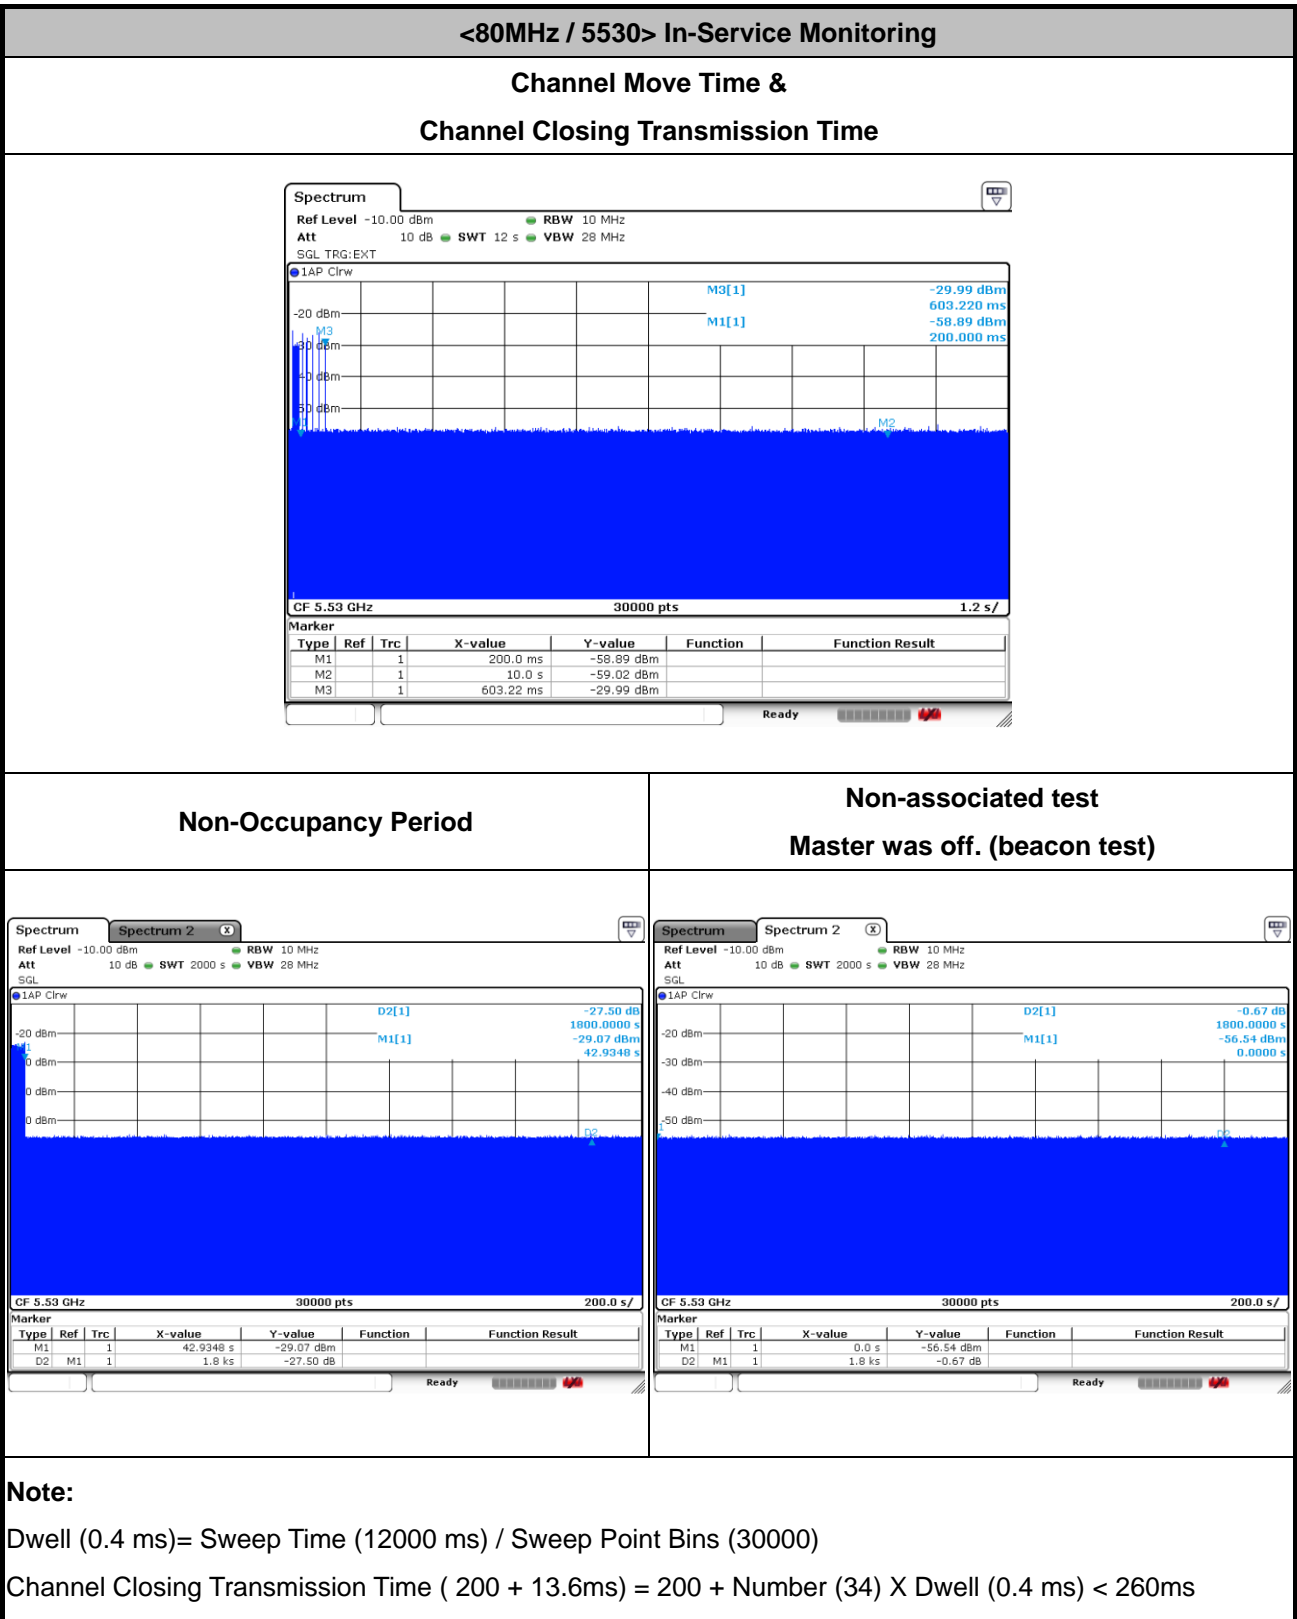 <80MHz / 5530> In-Service Monitoring
Channel Move Time &
Channel Closing Transmission Time
Spectrum
Ref Level -10.00 dBm RBW 10 MHz
Att 10 dB SWT 12 s VBW 28 MHz
SGL TRG:EXT
1AP Clrw
M3[1] -29.99 dBm
603.220 ms
M1[1] -58.89 dBm
200.000 ms
-20 dBm
M3
-30 dBm
-40 dBm
-50 dBm
M2
CF 5.53 GHz 30000 pts 1.2 s/
Marker
Type Ref Trc X-value Y-value Function Function Result
M1 1 200.0 ms -58.89 dBm
M2 1 10.0 s -59.02 dBm
M3 1 603.22 ms -29.99 dBm
Ready
Non-Occupancy Period
Non-associated test
Master was off. (beacon test)
Spectrum Spectrum 2 X
Ref Level -10.00 dBm RBW 10 MHz
Att 10 dB SWT 2000 s VBW 28 MHz
SGL
1AP Clrw
D2[1] -27.50 dB
1800.0000 s
M1[1] -29.07 dBm
42.9348 s
-20 dBm
0 dBm
0 dBm
0 dBm
D2
CF 5.53 GHz 30000 pts 200.0 s/
Marker
Type Ref Trc X-value Y-value Function Function Result
M1 1 42.9348 s -29.07 dBm
D2 M1 1 1.8 ks -27.50 dB
Ready
Spectrum Spectrum 2 X
Ref Level -10.00 dBm RBW 10 MHz
Att 10 dB SWT 2000 s VBW 28 MHz
SGL
1AP Clrw
D2[1] -0.67 dB
1800.0000 s
M1[1] -56.54 dBm
0.0000 s
-20 dBm
-30 dBm
-40 dBm
-50 dBm
1
D2
CF 5.53 GHz 30000 pts 200.0 s/
Marker
Type Ref Trc X-value Y-value Function Function Result
M1 1 0.0 s -56.54 dBm
D2 M1 1 1.8 ks -0.67 dB
Ready
Note:
Dwell (0.4 ms)= Sweep Time (12000 ms) / Sweep Point Bins (30000)
Channel Closing Transmission Time ( 200 + 13.6ms) = 200 + Number (34) X Dwell (0.4 ms) < 260ms